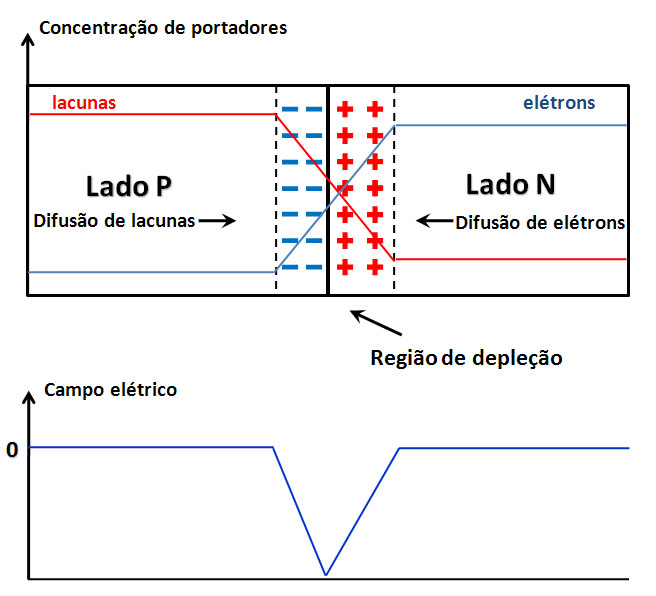 Concentração de portadores
lacunas
elétrons
Lado P
Lado N
Difusão de lacunas
Difusão de elétrons
Região de depleção
Campo elétrico
0